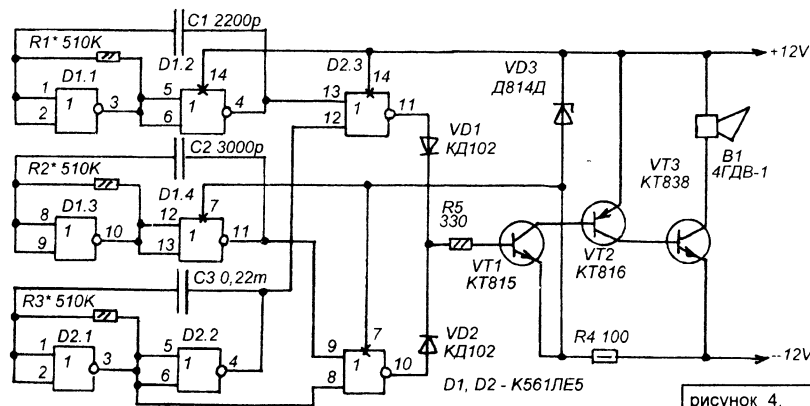 C1 2200p
R1* 510K
D1.1
D1.2
14
D2.3
14
VD3
Д814Д
+12V
1
2
1
3
5
6
1
4
13
12
1
11
VD1
КД102
B1
4ГДВ-1
C2 3000p
R2* 510K
D1.3
D1.4
7
8
9
1
10
12
13
1
11
R5
330
VT1
КТ815
VT2
КТ816
VT3
КТ838
C3 0,22m
R3* 510K
D2.1
D2.2
1
2
1
3
5
6
1
4
9
8
1
7
10
VD2
КД102
R4 100
--12V
D1, D2 - К561ЛЕ5
рисунок 4.